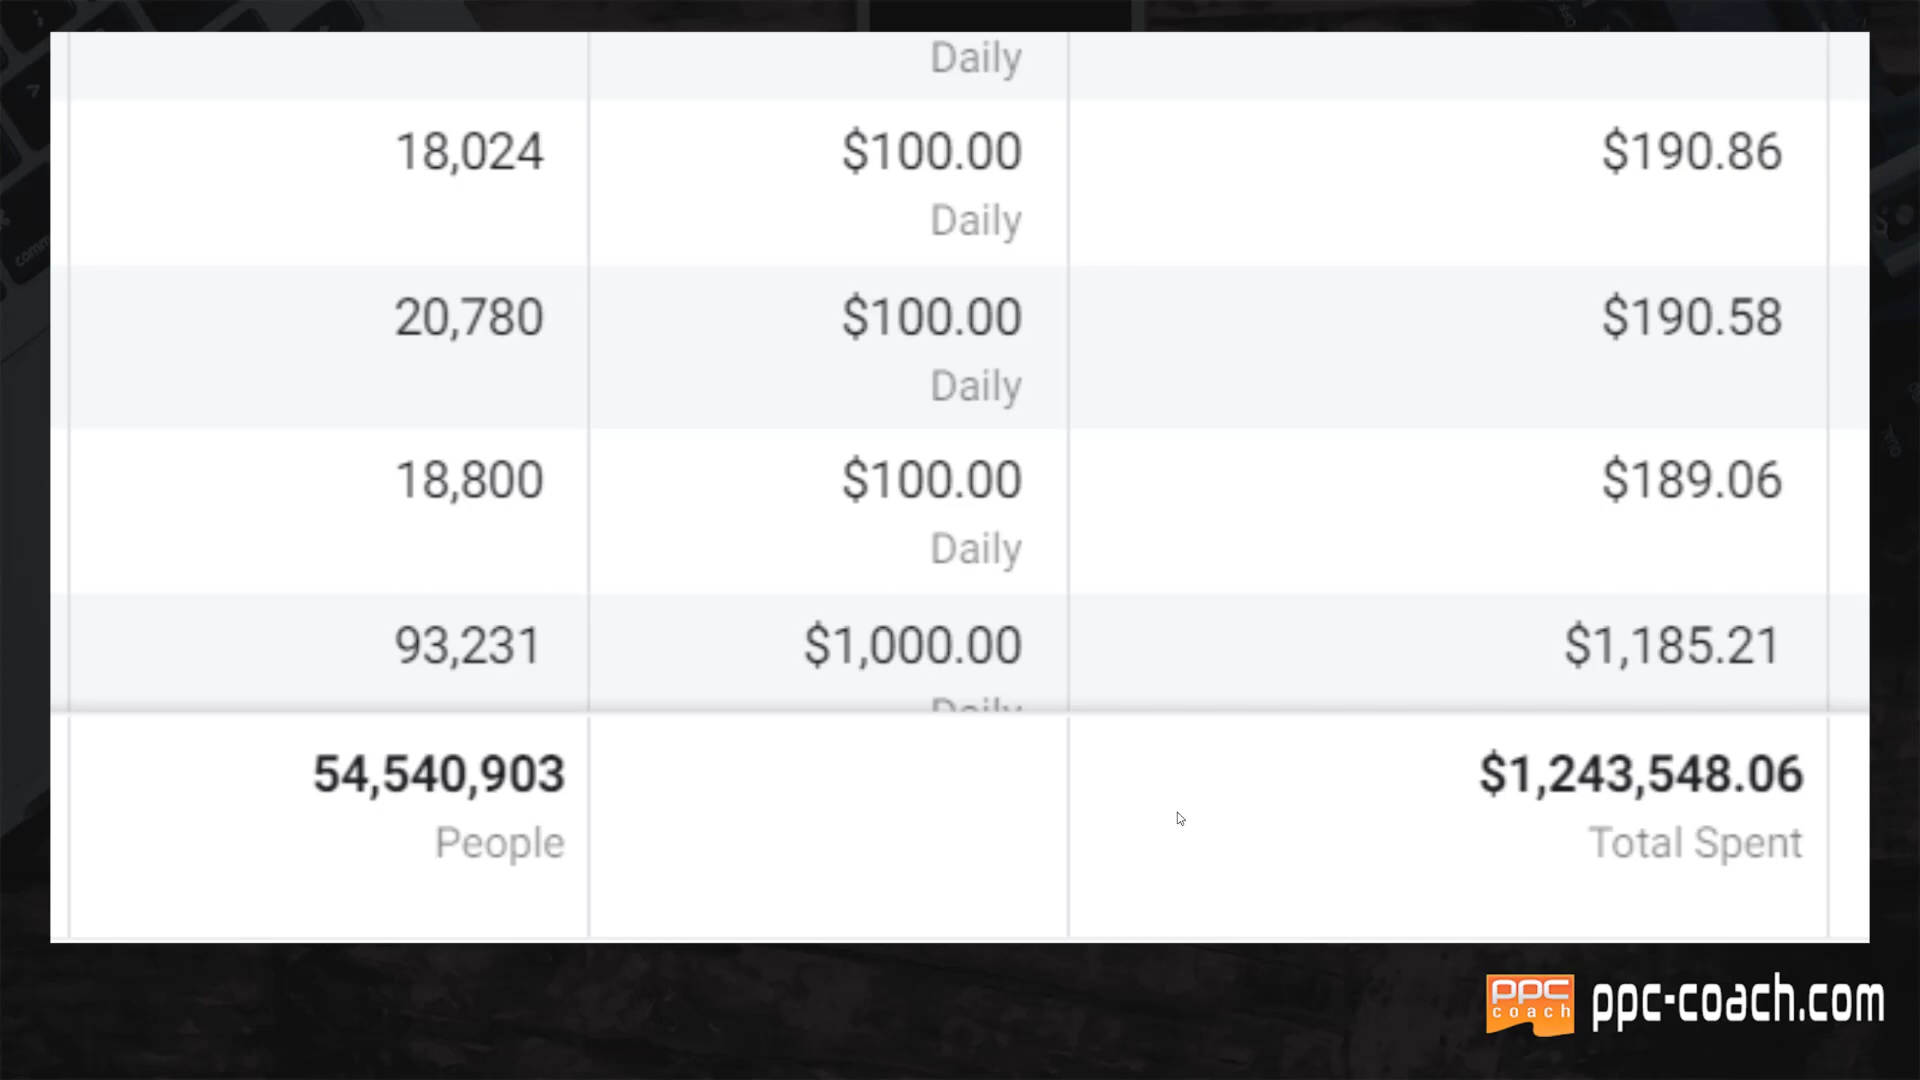 Daily
18,024 $100.00 $190.86
Daily
20,780 $100.00 $190.58
Daily
18,800 $100.00 $189.06
Daily
93,231 $1,000.00 $1,185.21
Daily
54,540,903 $1,243,548.06
People Total Spent
ppc
coach
ppc-coach.com